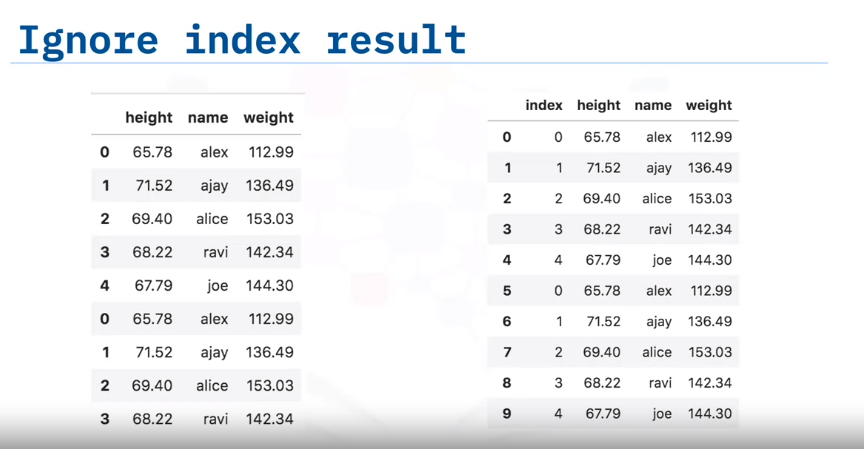 Ignore index result
height name weight
0 65.78 alex 112.99
1 71.52 ajay 136.49
2 69.40 alice 153.03
3 68.22 ravi 142.34
4 67.79 joe 144.30
0 65.78 alex 112.99
1 71.52 ajay 136.49
2 69.40 alice 153.03
3 68.22 ravi 142.34
index height name weight
0 0 65.78 alex 112.99
1 1 71.52 ajay 136.49
2 2 69.40 alice 153.03
3 3 68.22 ravi 142.34
4 4 67.79 joe 144.30
5 0 65.78 alex 112.99
6 1 71.52 ajay 136.49
7 2 69.40 alice 153.03
8 3 68.22 ravi 142.34
9 4 67.79 joe 144.30